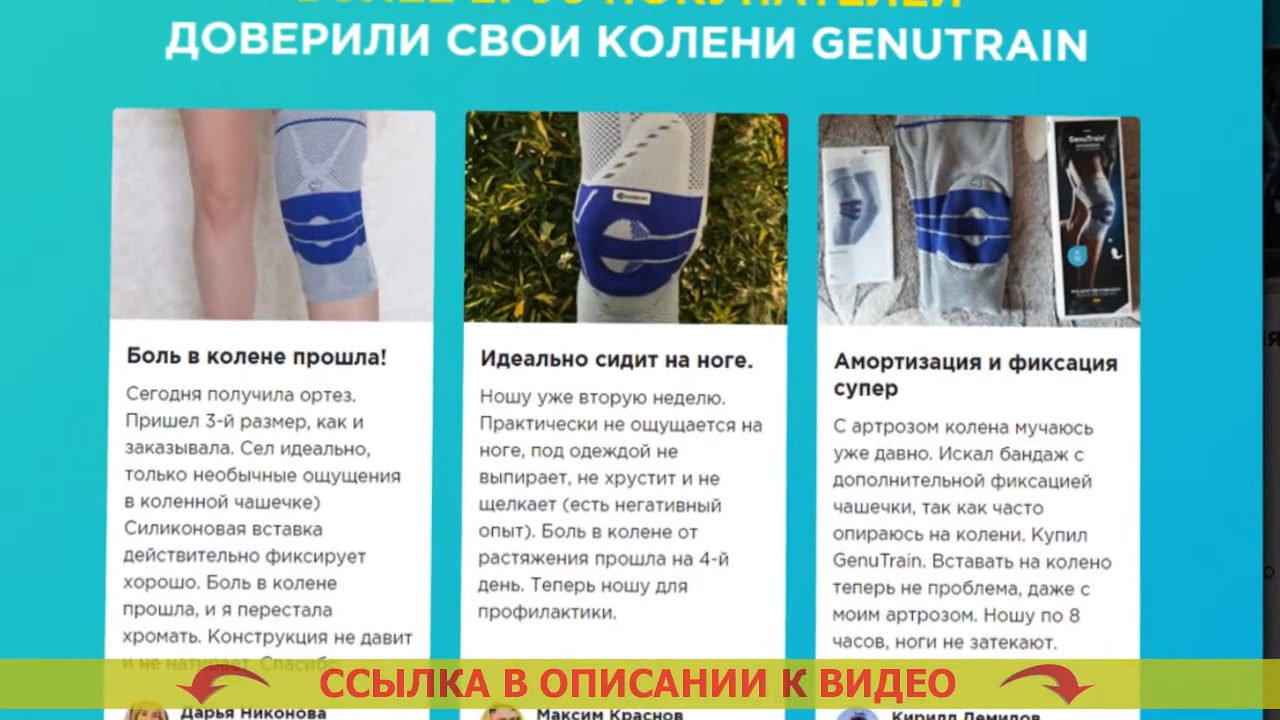 ДОВЕРИЛИ СВОИ КОЛЕНИ GENUTRAIN
GenuTrain
Боль в колене прошла!
Сегодня получила ортез.
Пришел 3-й размер, как и
заказывала. Сел идеально,
только необычные ощущения
в коленной чашечке)
Силиконовая вставка
действительно фиксирует
хорошо. Боль в колене
прошла, и я перестала
хромать. Конструкция не давит
и не натирает. Спасибо
Дарья Никонова
Идеально сидит на ноге.
Ношу уже вторую неделю.
Практически не ощущается на
ноге, под одеждой не
выпирает, не хрустит и не
щелкает (есть негативный
опыт). Боль в колене от
растяжения прошла на 4-й
день. Теперь ношу для
профилактики.
Максим Краснов
Амортизация и фиксация
супер
С артрозом колена мучаюсь
уже давно. Искал бандаж с
дополнительной фиксацией
чашечки, так как часто
опираюсь на колени. Купил
GenuTrain. Вставать на колено
теперь не проблема, даже с
моим артрозом. Ношу по 8
часов, ноги не затекают.
Кирилл Демидов
ССЫЛКА В ОПИСАНИИ К ВИДЕО